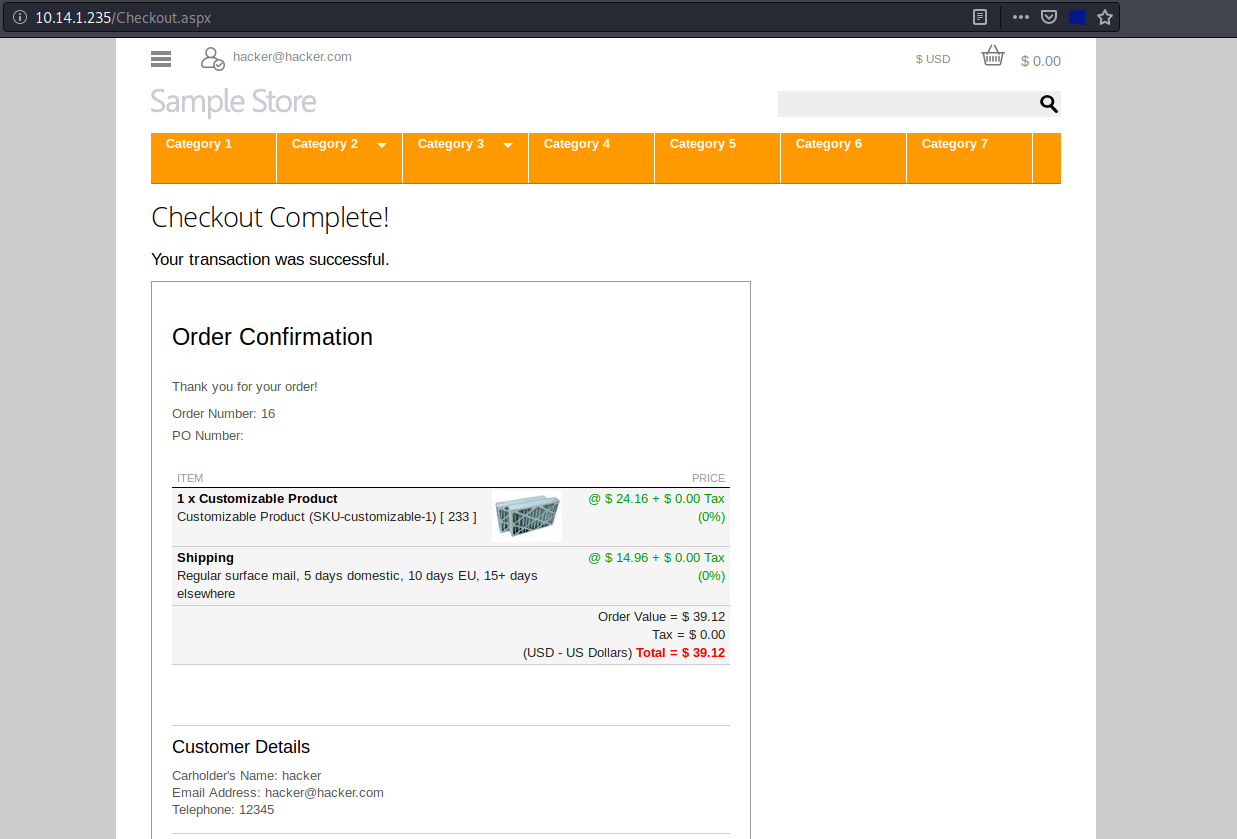 10.14.1.235/Checkout.aspx
hacker@hacker.com
$ USD
$ 0.00
Sample Store
Category 1
Category 2
Category 3
Category 4
Category 5
Category 6
Category 7
Checkout Complete!
Your transaction was successful.
Order Confirmation
Thank you for your order!
Order Number: 16
PO Number:
ITEM PRICE
1 x Customizable Product @ $ 24.16 + $ 0.00 Tax
Customizable Product (SKU-customizable-1) [ 233 ] (0%)
Shipping @ $ 14.96 + $ 0.00 Tax
Regular surface mail, 5 days domestic, 10 days EU, 15+ days (0%)
elsewhere
Order Value = $ 39.12
Tax = $ 0.00
(USD - US Dollars) Total = $ 39.12
Customer Details
Carholder's Name: hacker
Email Address: hacker@hacker.com
Telephone: 12345